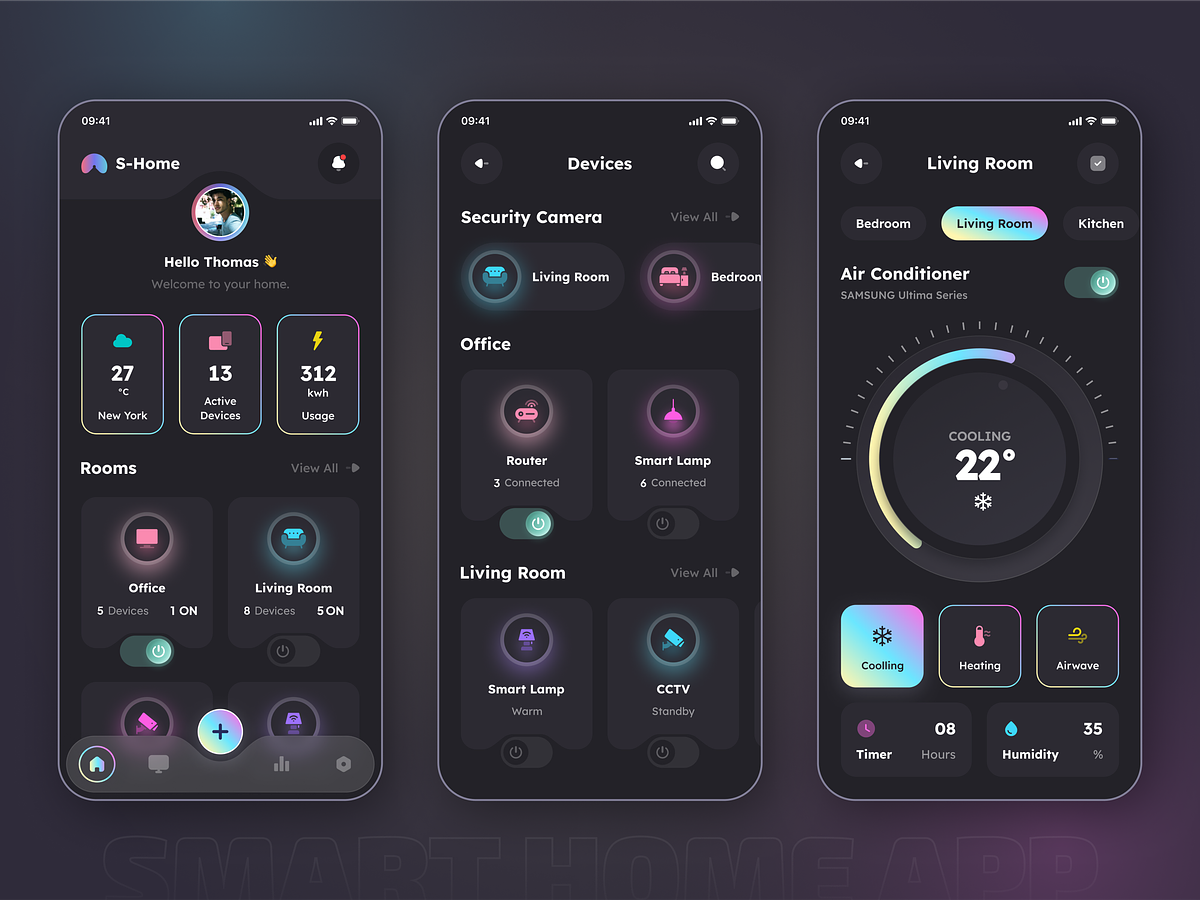 09:41
S-Home
Hello Thomas 👋
Welcome to your home.
27
°C
New York
13
Active
Devices
312
kwh
Usage
Rooms View All
Office
5 Devices 1 ON
Living Room
8 Devices 5 ON
09:41
Devices
Security Camera View All
Living Room
Bedroom
Office
Router
3 Connected
Smart Lamp
6 Connected
Living Room View All
Smart Lamp
Warm
CCTV
Standby
09:41
Living Room
Bedroom Living Room Kitchen
Air Conditioner
SAMSUNG Ultima Series
COOLING
22°
Coolling
Heating
Airwave
08
Timer Hours
35
Humidity %
SMART HOME APP